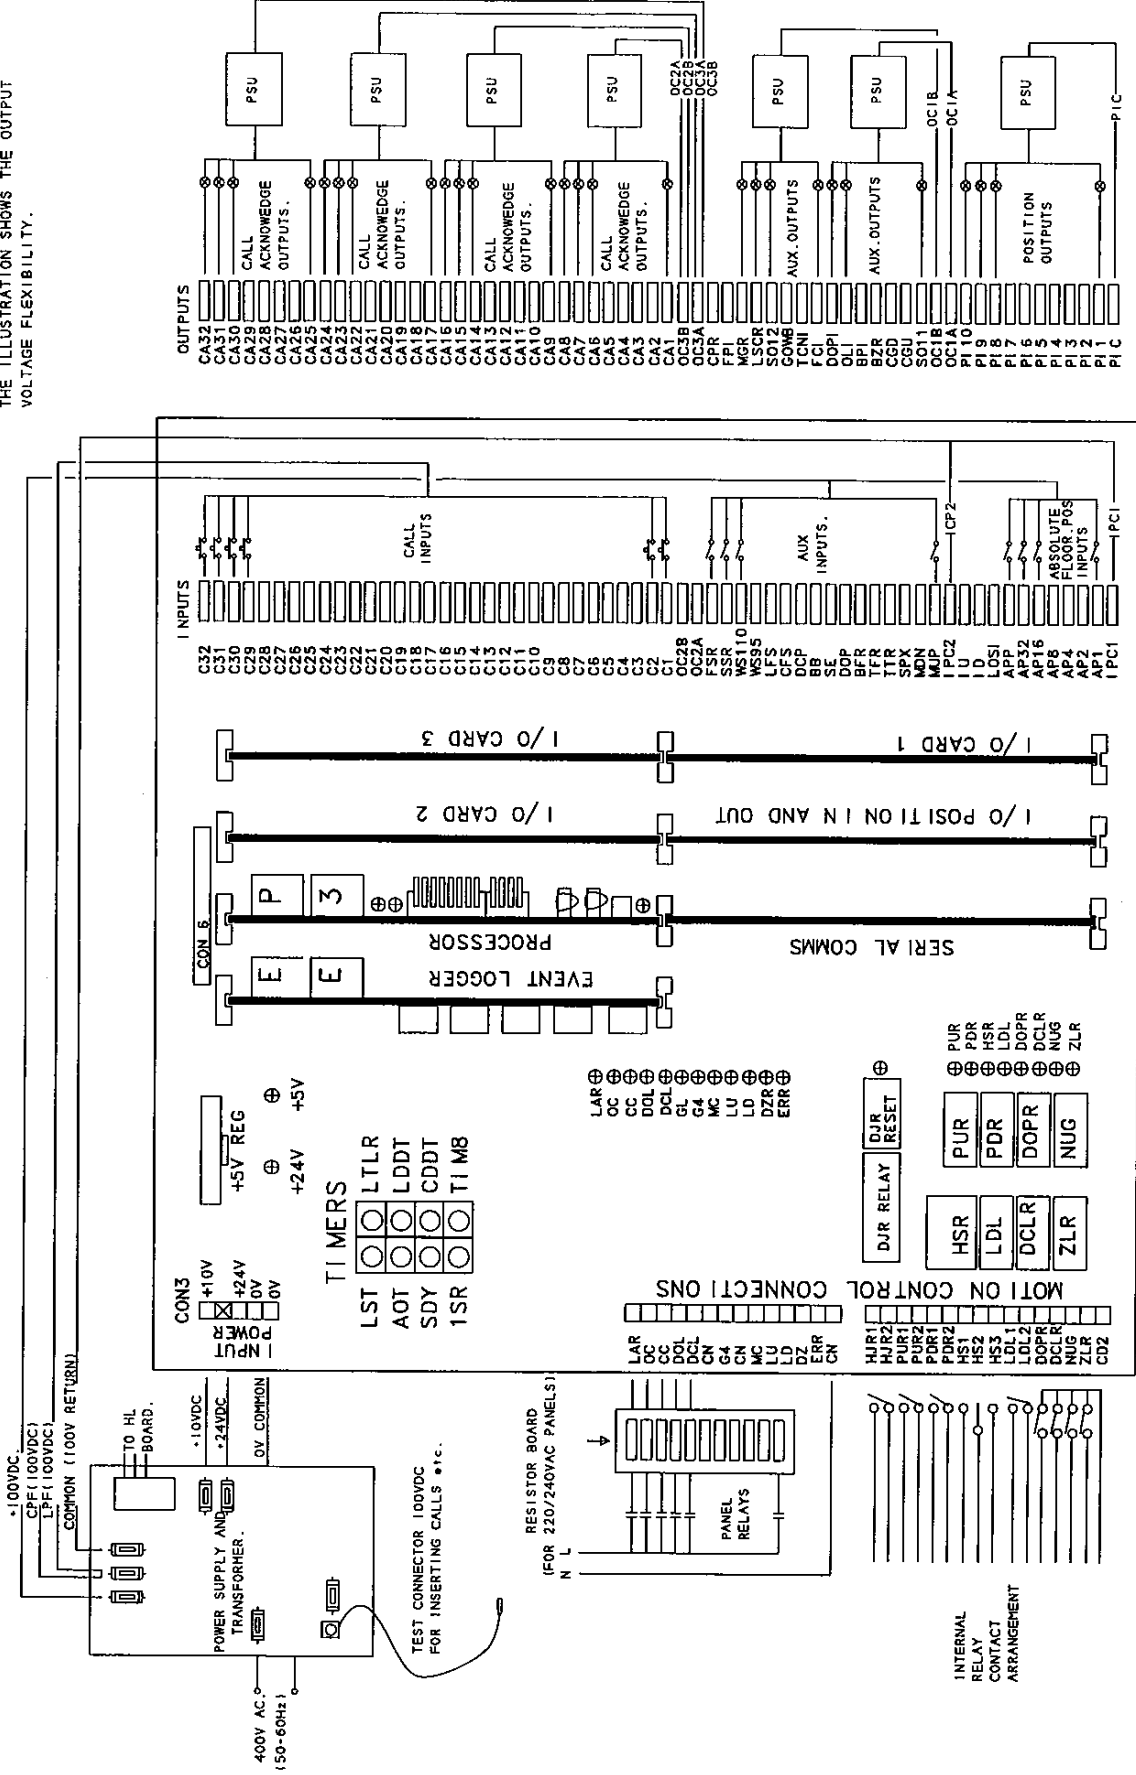 THE ILLUSTRATION SHOWS THE OUTPUT
VOLTAGE FLEXIBILITY.
PSU
PSU
PSU
PSU
PSU
PSU
PSU
OC2A
OC2B
OC3A
OC3B
OC1B
OC1A
PIC
CALL
ACKNOWEDGE
OUTPUTS.
CALL
ACKNOWEDGE
OUTPUTS.
CALL
ACKNOWEDGE
OUTPUTS.
CALL
ACKNOWEDGE
OUTPUTS.
AUX.OUTPUTS
AUX.OUTPUTS
POSITION
OUTPUTS
OUTPUTS
CA32
CA31
CA30
CA29
CA28
CA27
CA26
CA25
CA24
CA23
CA22
CA21
CA20
CA19
CA18
CA17
CA16
CA15
CA14
CA13
CA12
CA11
CA10
CA9
CA8
CA7
CA6
CA5
CA4
CA3
CA2
CA1
OC3B
OC3A
CPR
FPI
MGR
LSCR
SO12
GOWB
TCNI
FCI
DOPI
OLI
BPI
BZR
CGD
CGU
SO11
OC1B
OC1A
PI 10
PI 9
PI 8
PI 7
PI 6
PI 5
PI 4
PI 3
PI 2
PI 1
PI C
CALL
INPUTS
AUX
INPUTS.
ICP2
ABSOLUTE
FLOOR.POS
INPUTS
IPC1
INPUTS
C32
C31
C30
C29
C28
C27
C26
C25
C24
C23
C22
C21
C20
C19
C18
C17
C16
C15
C14
C13
C12
C11
C10
C9
C8
C7
C6
C5
C4
C3
C2
C1
OC2B
OC2A
FSR
SSR
WS110
WS95
LFS
CFS
DCP
BB
SE
DOP
BFR
TFR
TTR
SPX
MDN
MUP
IPC2
IU
ID
LOSI
APP
AP32
AP16
AP8
AP4
AP2
AP1
IPC1
I/O CARD 3
I/O CARD 1
I/O CARD 2
I/O POSITION IN AND OUT
CON 6
P
3
PROCESSOR
SERIAL COMMS
E
E
EVENT LOGGER
+5V REG
+24V
+5V
TIMERS
LST
LTLR
AOT
LDDT
SDY
CDDT
1SR
TIM8
LAR
OC
CC
DOL
DCL
GL
G4
MC
LU
LD
DZR
ERR
DJR
RESET
DJR RELAY
PUR
PDR
HSR
LDL
DOPR
DCLR
NUG
ZLR
PUR
PDR
DOPR
NUG
HSR
LDL
DCLR
ZLR
CON3
+10V
+24V
0V
0V
INPUT
POWER
MOTION CONTROL CONNECTIONS
LAR
OC
CC
DOL
DCL
CN
G4
CN
MC
LU
LD
DZ
ERR
CN
HJR1
HJR2
PUR1
PUR2
PDR1
PDR2
HS1
HS2
HS3
LDL1
LDL2
DOPR
DCLR
NUG
ZLR
CD2
+100VDC.
CPF(100VDC)
LPF(100VDC)
COMMON (100V RETURN)
TO HL
BOARD.
+10VDC
+24VDC
0V COMMON
POWER SUPPLY AND
TRANSFORMER.
400V AC.
(50-60Hz)
TEST CONNECTOR 100VDC
FOR INSERTING CALLS etc.
RESISTOR BOARD
(FOR 220/240VAC PANELS)
N L
PANEL
RELAYS
INTERNAL
RELAY
CONTACT
ARRANGEMENT